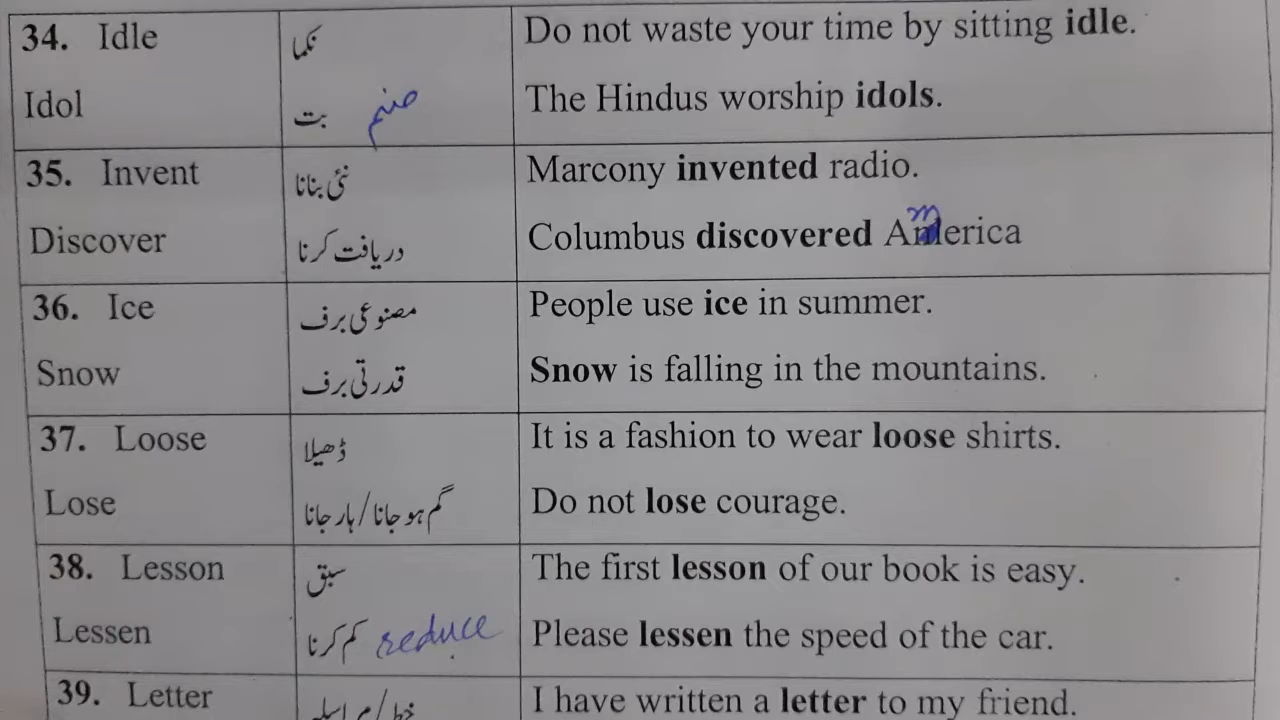 34. Idle نکما Do not waste your time by sitting idle.
Idol بت صنم The Hindus worship idols.
35. Invent نئی بنانا Marcony invented radio.
Discover دریافت کرنا Columbus discovered America
36. Ice مصنوعی برف People use ice in summer.
Snow قدرتی برف Snow is falling in the mountains.
37. Loose ڈھیلا It is a fashion to wear loose shirts.
Lose گم ہو جانا/ہار جانا Do not lose courage.
38. Lesson سبق The first lesson of our book is easy.
Lessen کم کرنا reduce Please lessen the speed of the car.
39. Letter خط/مراسلہ I have written a letter to my friend.